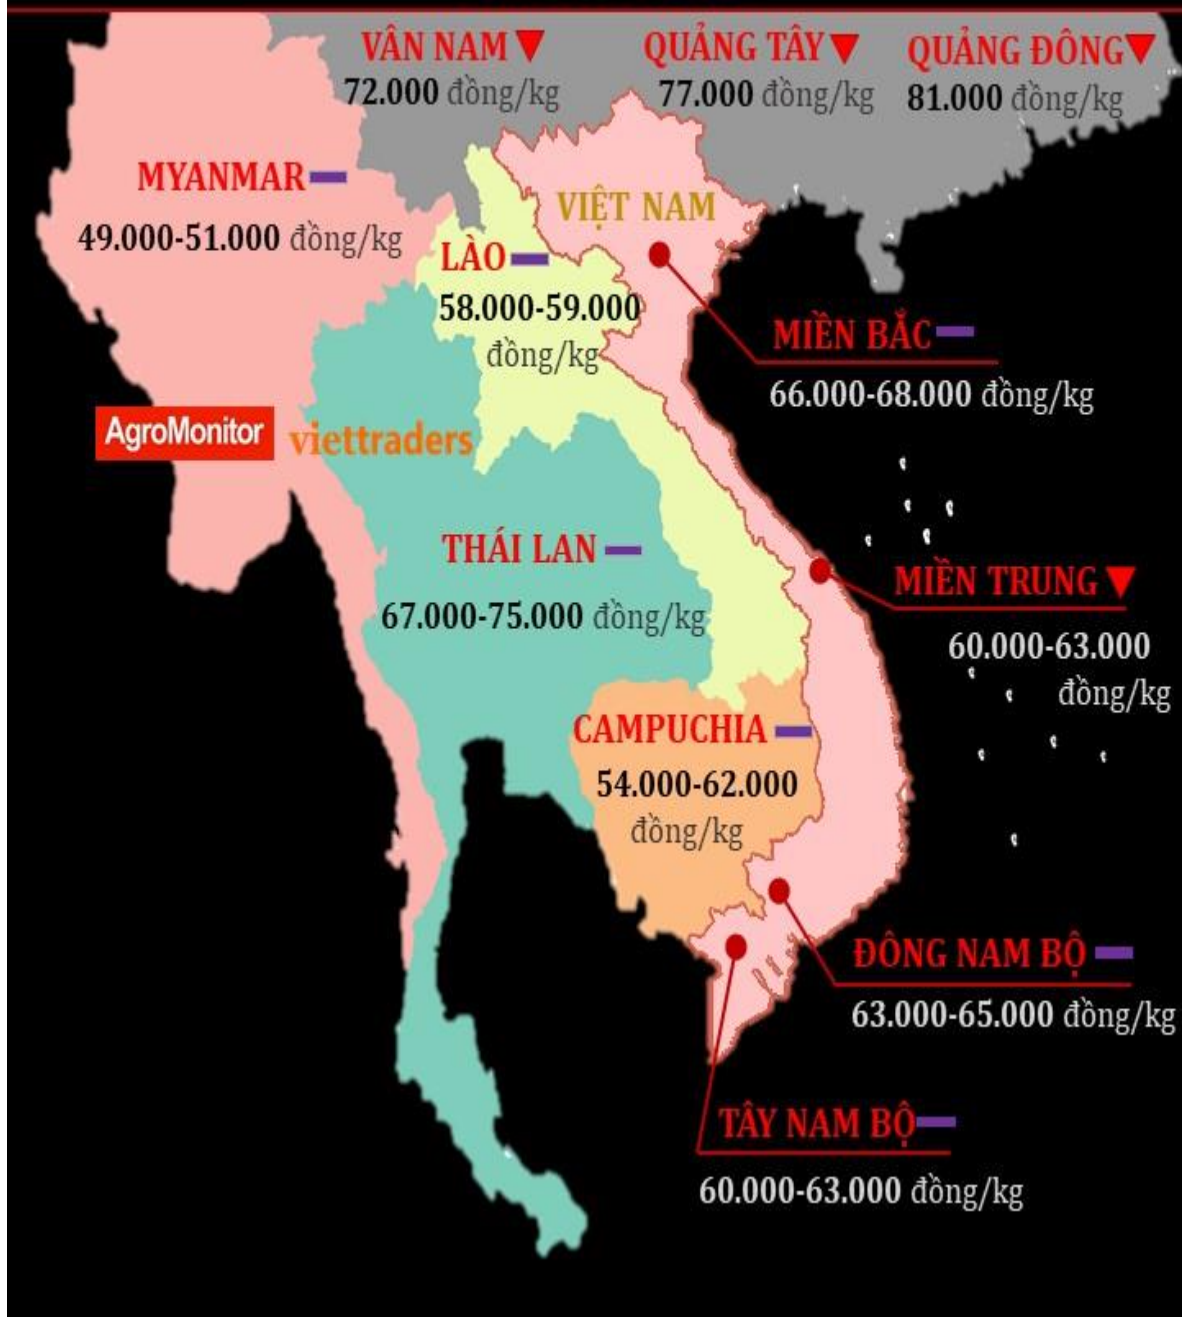 VÂN NAM
72.000 đồng/kg
QUẢNG TÂY
77.000 đồng/kg
QUẢNG ĐÔNG
81.000 đồng/kg
MYANMAR
49.000-51.000 đồng/kg
VIỆT NAM
LÀO
58.000-59.000
đồng/kg
MIỀN BẮC
66.000-68.000 đồng/kg
AgroMonitor
viettraders
THÁI LAN
67.000-75.000 đồng/kg
MIỀN TRUNG
60.000-63.000
đồng/kg
CAMPUCHIA
54.000-62.000
đồng/kg
ĐÔNG NAM BỘ
63.000-65.000 đồng/kg
TÂY NAM BỘ
60.000-63.000 đồng/kg